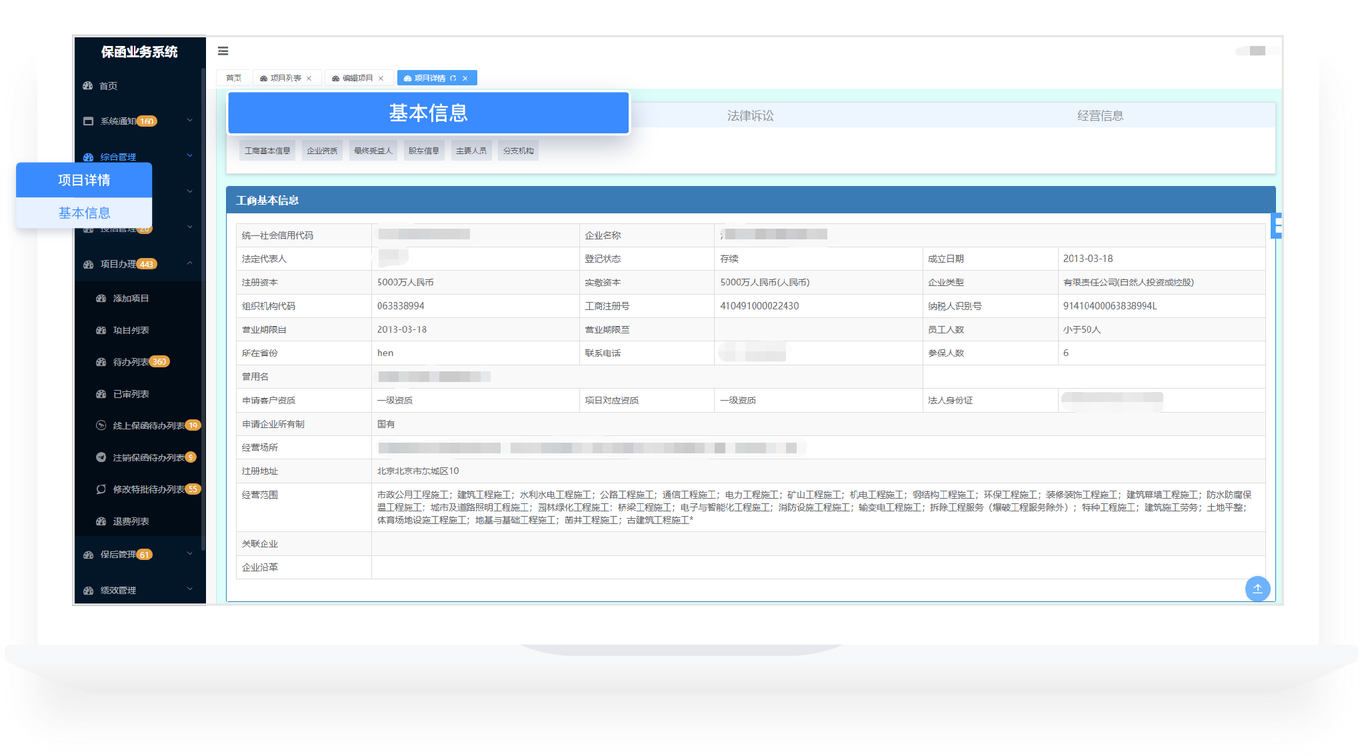 保函业务系统
首页
系统通知 160
综合管理
项目详情
基本信息
项目办理 443
添加项目
项目列表
待办列表 360
已审列表
线上保函待办列表 19
注销保函待办列表 9
修改特批待办列表 55
退费列表
保后管理 61
绩效管理
首页 项目列表 × 编辑项目 × 项目详情 ×
基本信息 法律诉讼 经营信息
工商基本信息 企业资质 最终受益人 股东信息 主要人员 分支机构
工商基本信息
统一社会信用代码 企业名称
法定代表人 登记状态 存续 成立日期 2013-03-18
注册资本 5000万人民币 实缴资本 5000万人民币(人民币) 企业类型 有限责任公司(自然人投资或控股)
组织机构代码 063838994 工商注册号 410491000022430 纳税人识别号 91410400063838994L
营业期限自 2013-03-18 营业期限至 员工人数 小于50人
所在省份 hen 联系电话 参保人数 6
曾用名
申请客户资质 一级资质 项目对应资质 一级资质 法人身份证
申请企业所有制 国有
经营场所
注册地址 北京北京市东城区10
经营范围 市政公用工程施工；建筑工程施工；水利水电工程施工；公路工程施工；通信工程施工；电力工程施工；矿山工程施工；机电工程施工；钢结构工程施工；环保工程施工；装修装饰工程施工；建筑幕墙工程施工；防水防腐保
温工程施工；城市及道路照明工程施工；园林绿化工程施工；桥梁工程施工；电子与智能化工程施工；消防设施工程施工；输变电工程施工；拆除工程服务（爆破工程服务除外）；特种工程施工；建筑施工劳务；土地平整；
体育场地设施工程施工；地基与基础工程施工；凿井工程施工；古建筑工程施工*
关联企业
企业沿革